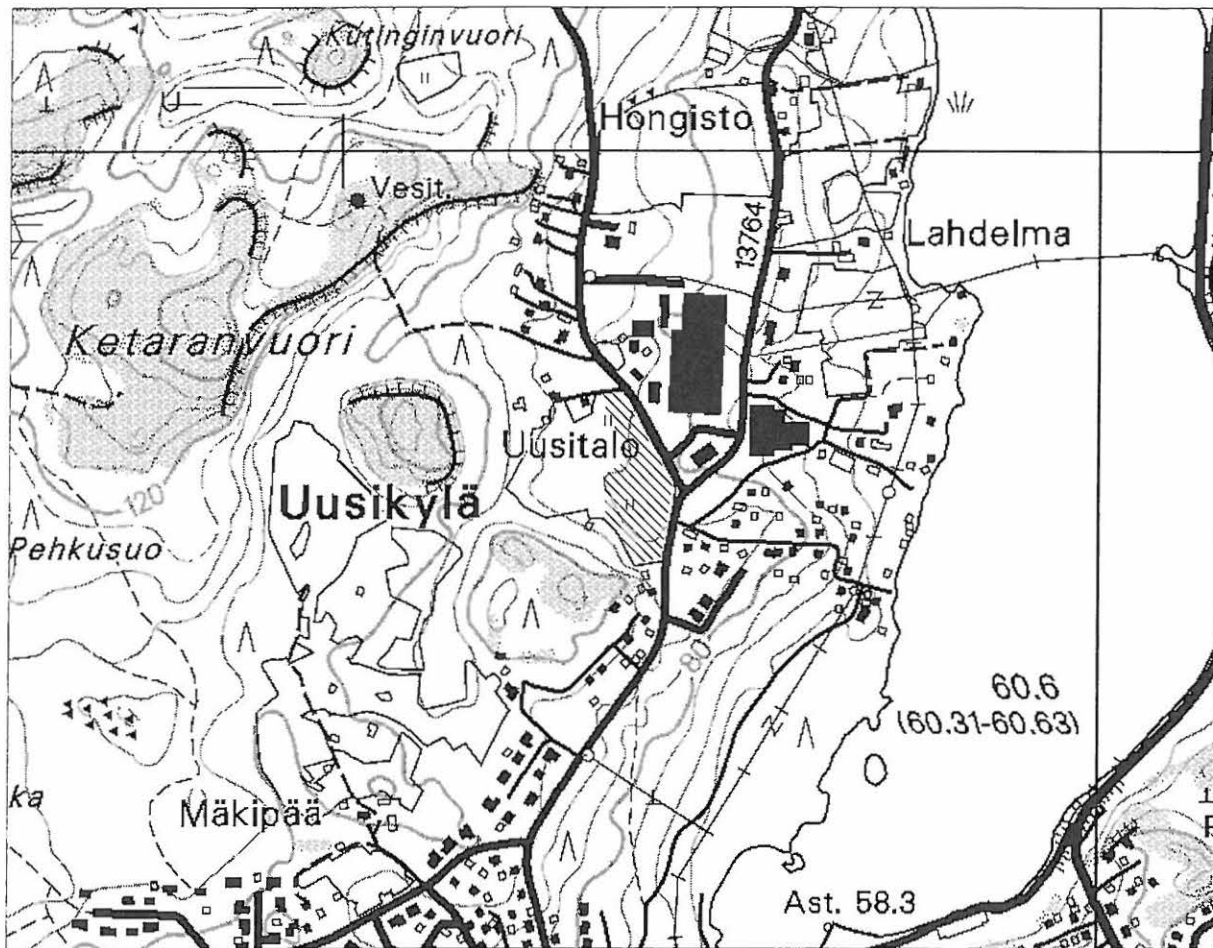 Kutinginvuori
Hongisto
Vesit.
13764
Lahdelma
Ketaranvuori
Uusitalo
Uusikylä
120
Pehkusuo
80
60.6
(60.31-60.63)
ka
Mäkipää
Ast. 58.3